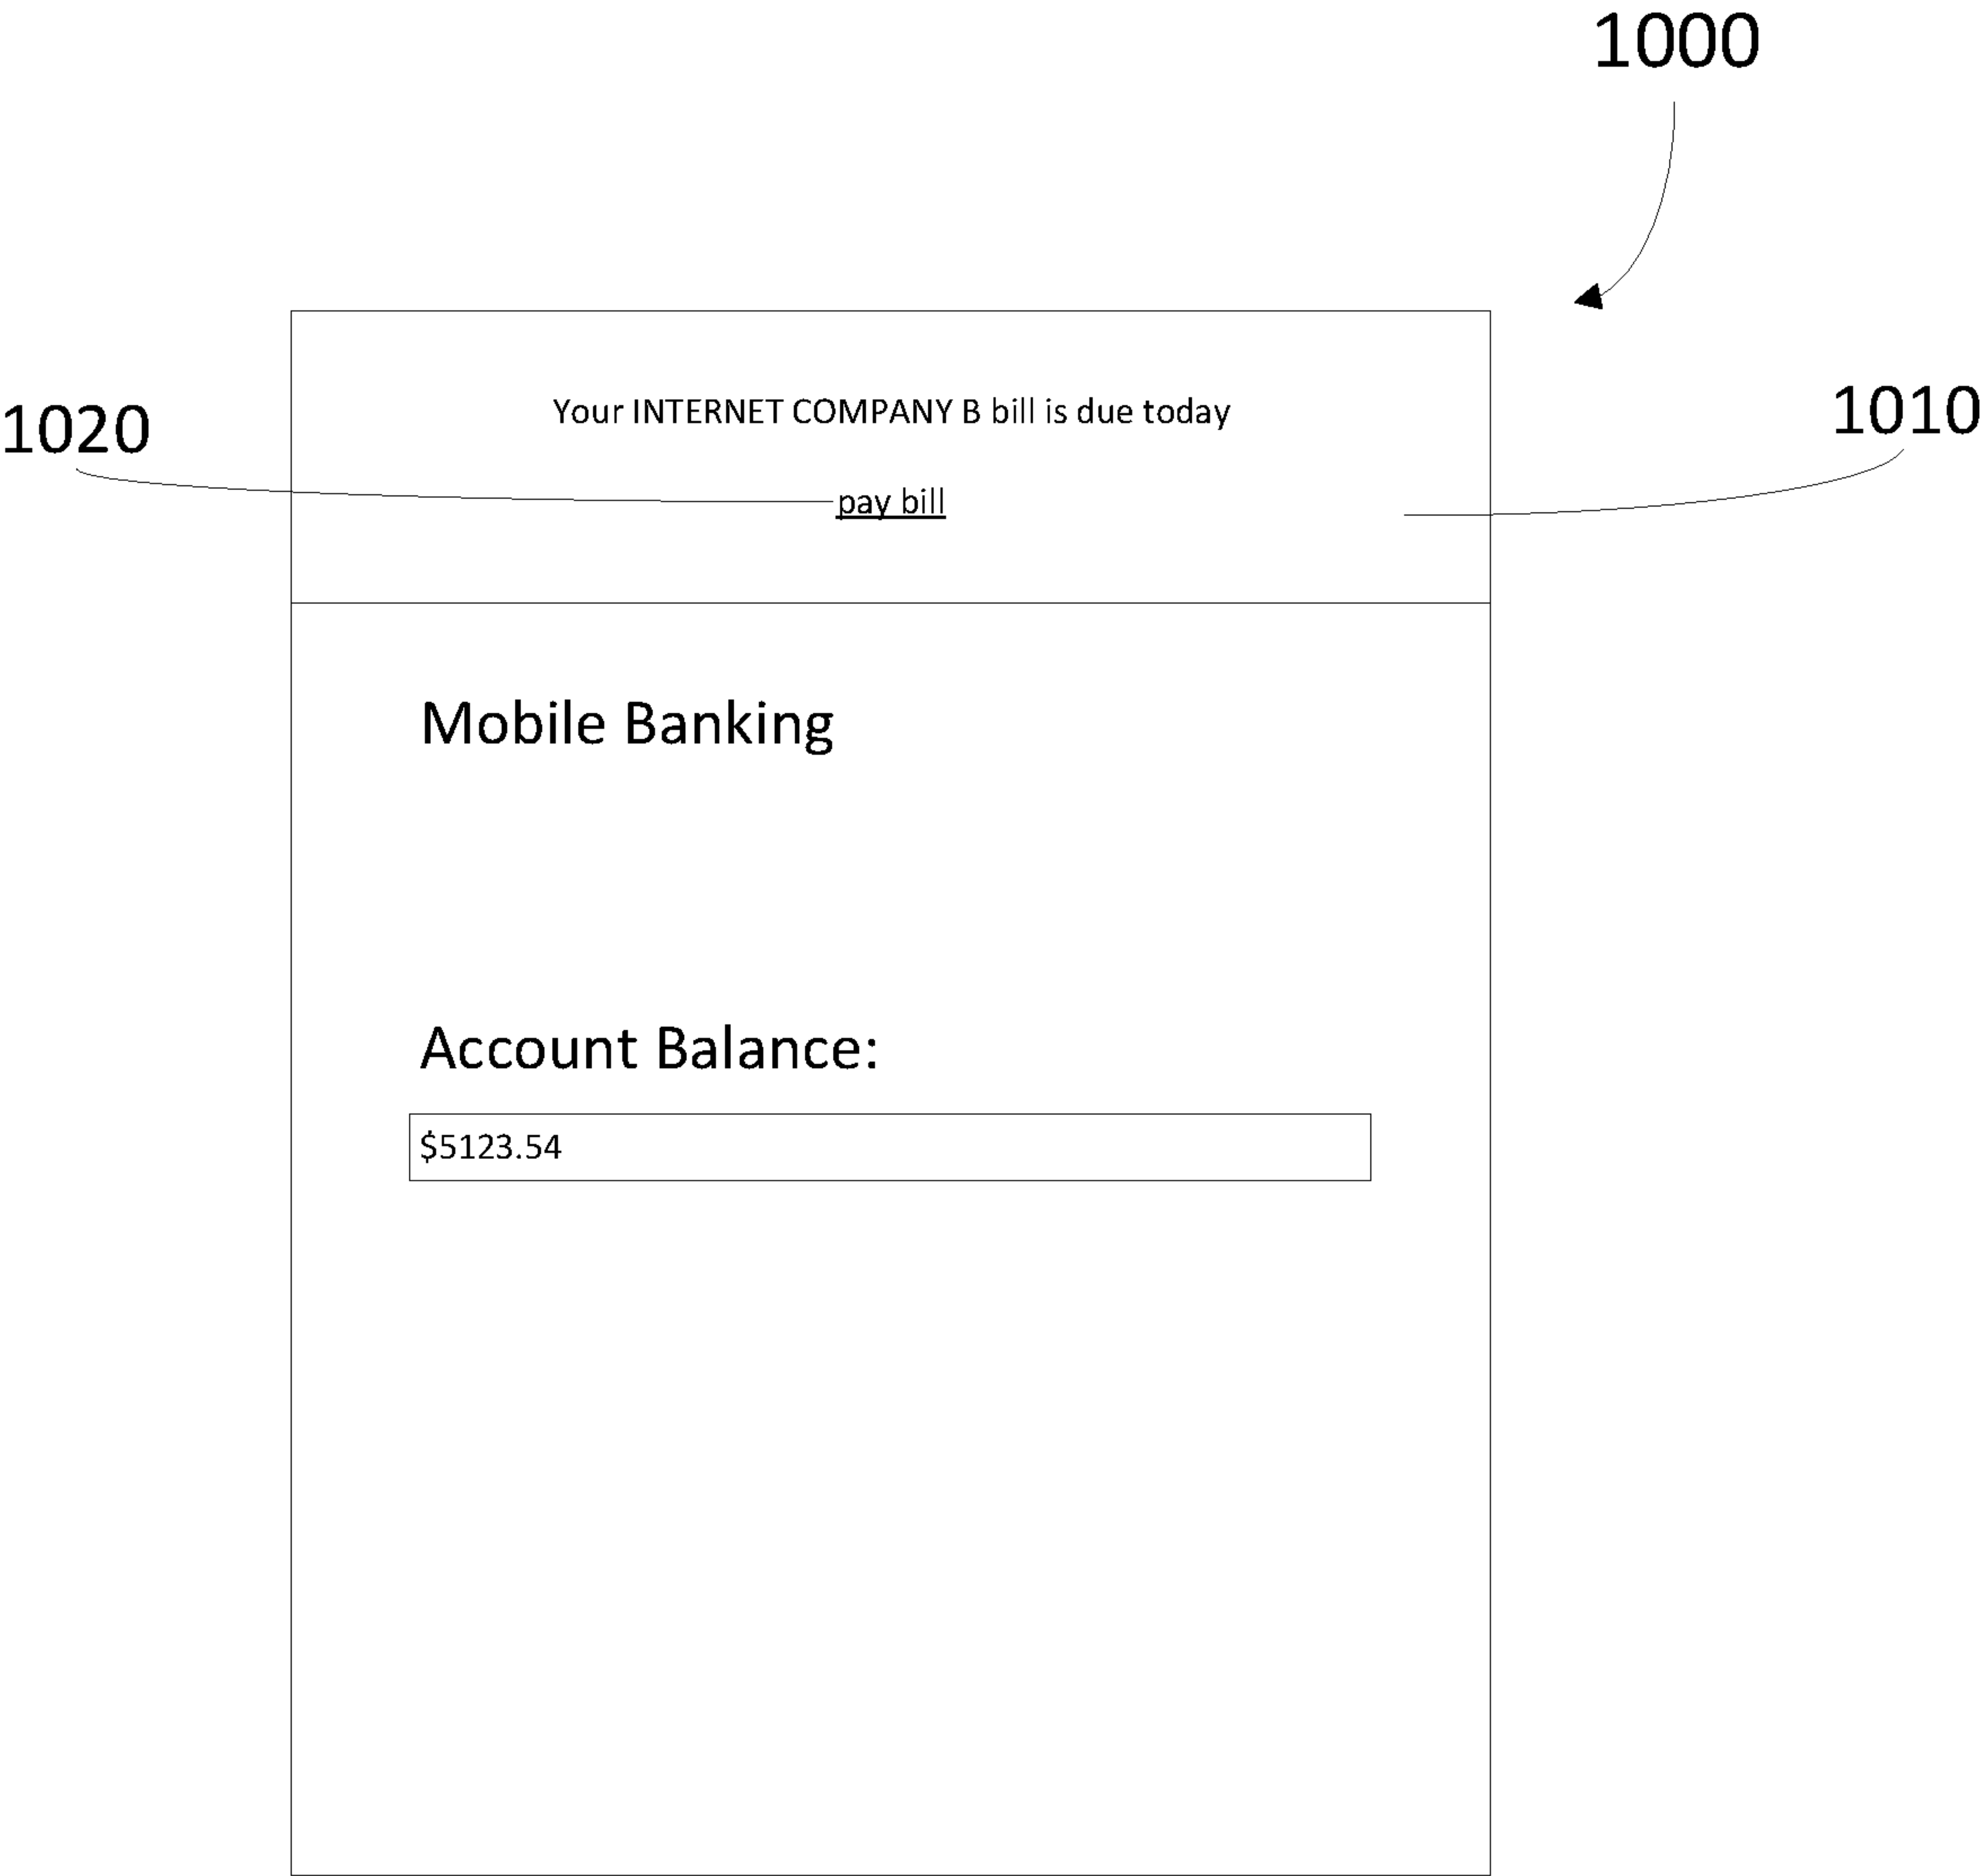 1000
1020
Your INTERNET COMPANY B bill is due today
1010
pay bill
Mobile Banking
Account Balance:
$5123.54